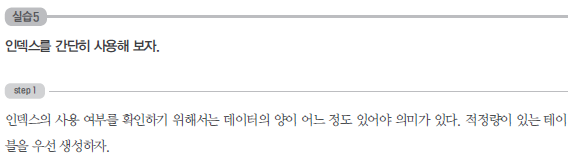 실습5
인덱스를 간단히 사용해 보자.
step 1
인덱스의 사용 여부를 확인하기 위해서는 데이터의 양이 어느 정도 있어야 의미가 있다. 적정량이 있는 테이
블을 우선 생성하자.